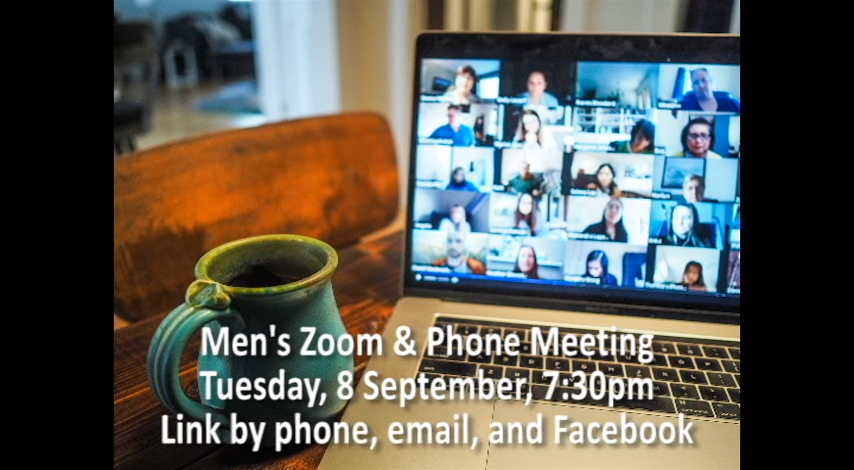 Men's Zoom & Phone Meeting
Tuesday, 8 September, 7:30pm
Link by phone, email, and Facebook